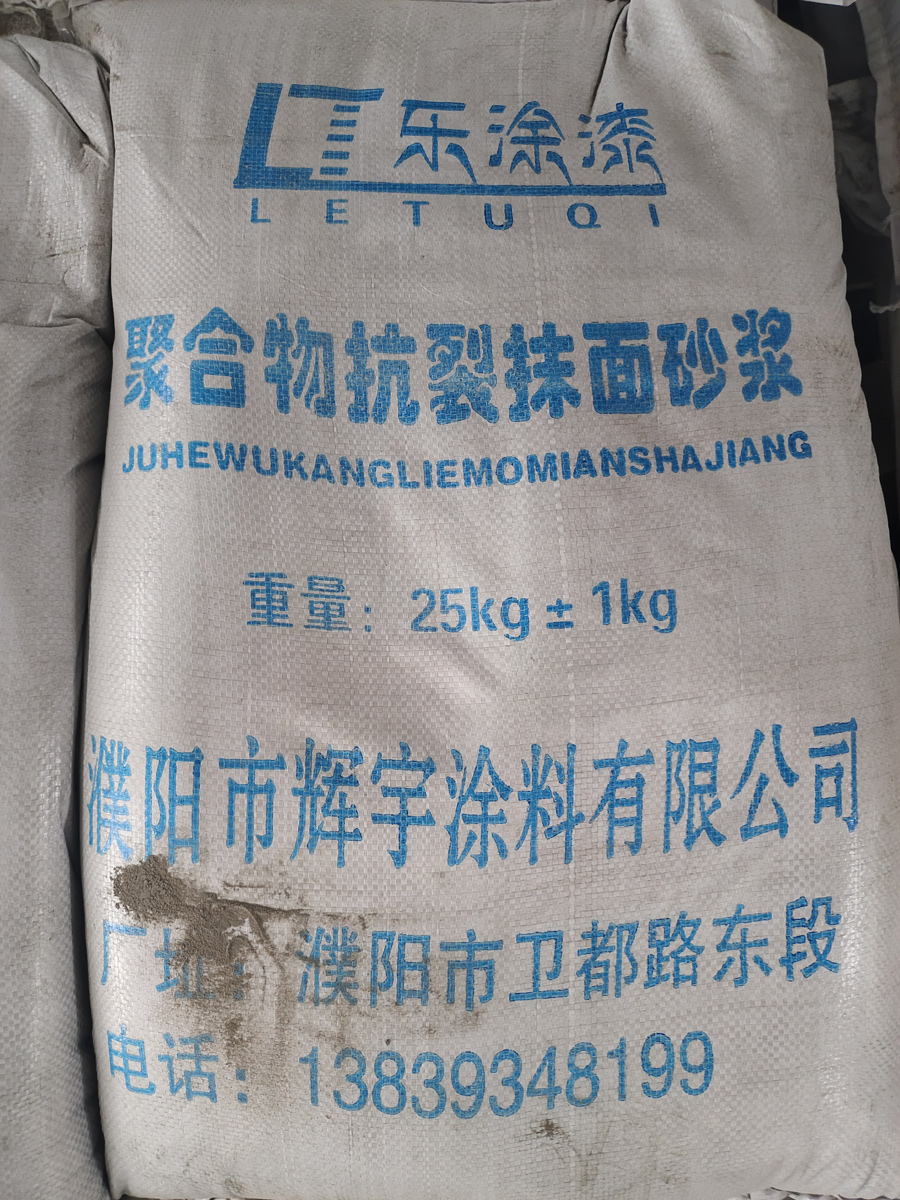 LT 乐涂漆
LETUQI
聚合物抗裂抹面砂浆
JUHEWUKANGLIEMOMIANSHAJIANG
重量：25kg±1kg
濮阳市辉宇涂料有限公司
厂址：濮阳市卫都路东段
电话：13839348199